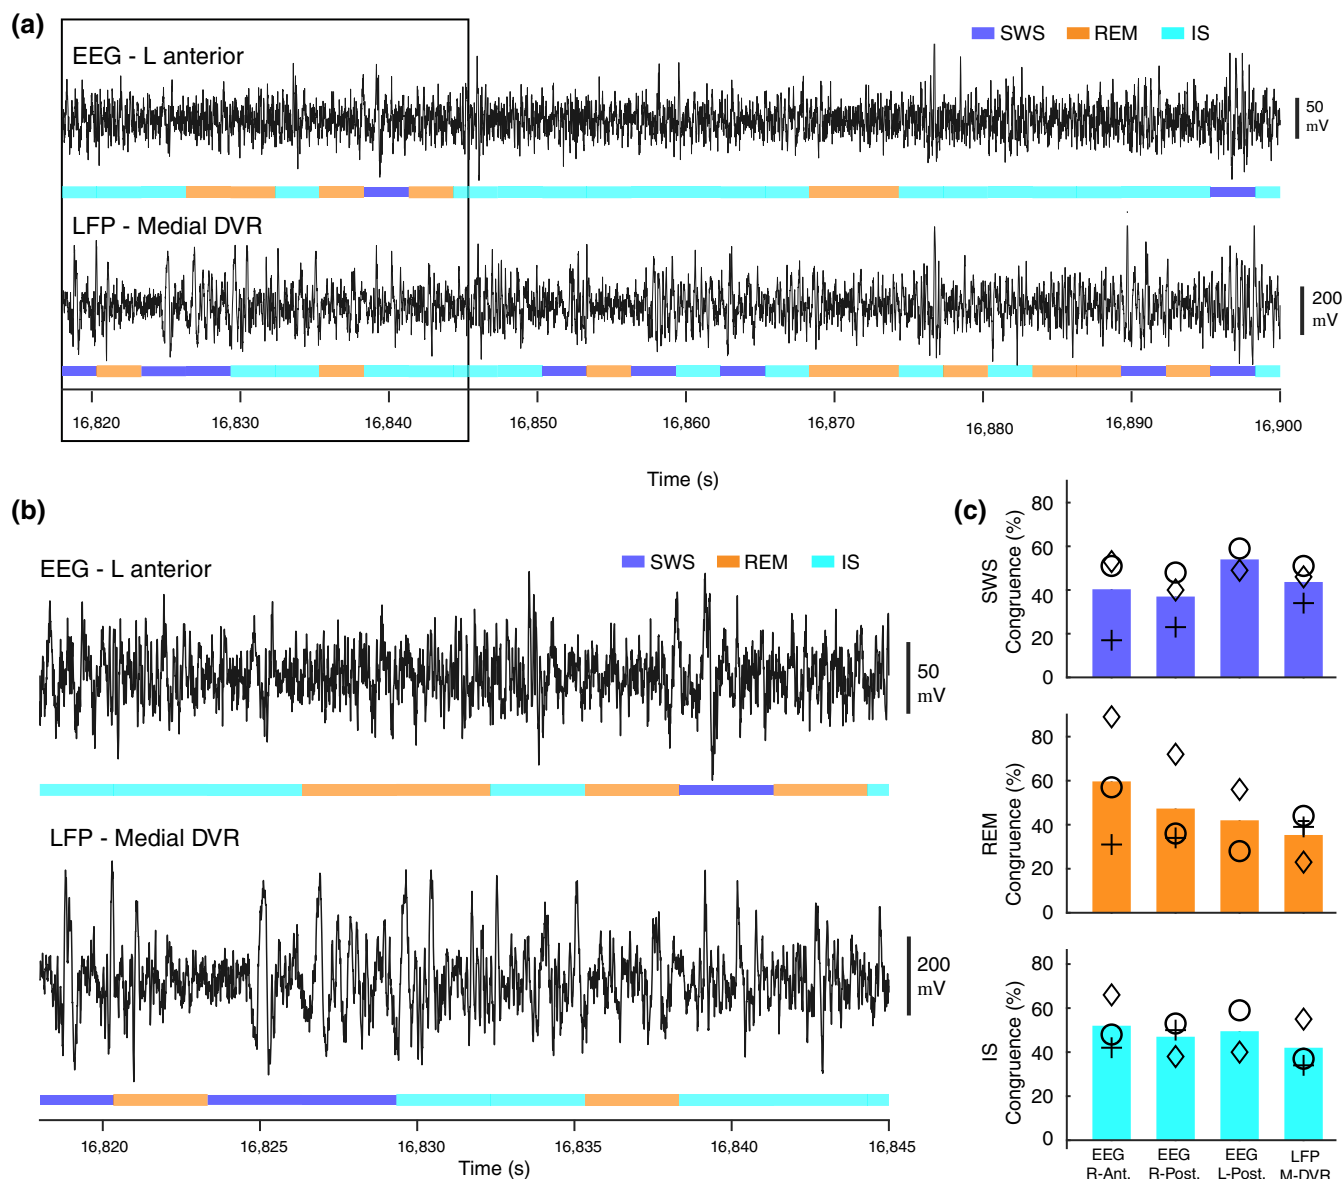 (a)
SWS REM IS
EEG - L anterior
50
mV
LFP - Medial DVR
200
mV
16,820 16,830 16,840 16,850 16,860 16,870 16,880 16,890 16,900
Time (s)
(b)
SWS REM IS
EEG - L anterior
50
mV
LFP - Medial DVR
200
mV
16,820 16,825 16,830 16,835 16,840 16,845
Time (s)
(c)
SWS
Congruence (%)
80
60
40
20
0
REM
Congruence (%)
80
60
40
20
0
IS
Congruence (%)
80
60
40
20
0
EEG EEG EEG LFP
R-Ant. R-Post. L-Post. M-DVR